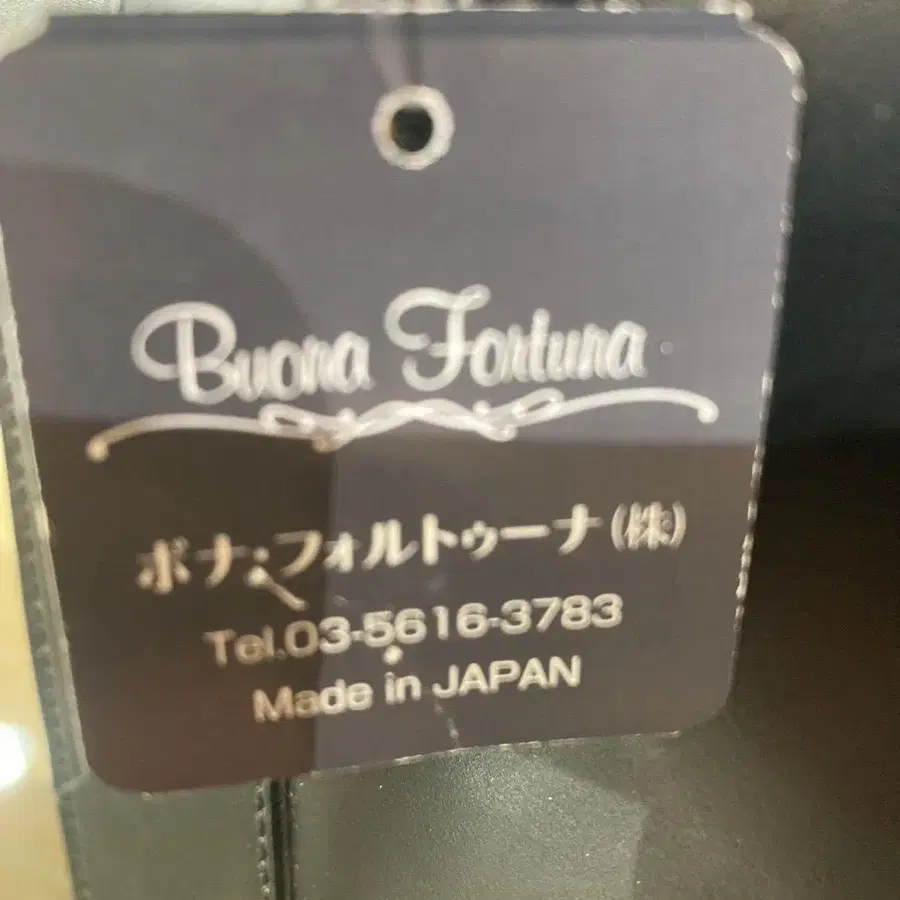 Buona Fortuna
ボナ・フォルトゥーナ(株)
Tel.03-5616-3783
Made in JAPAN